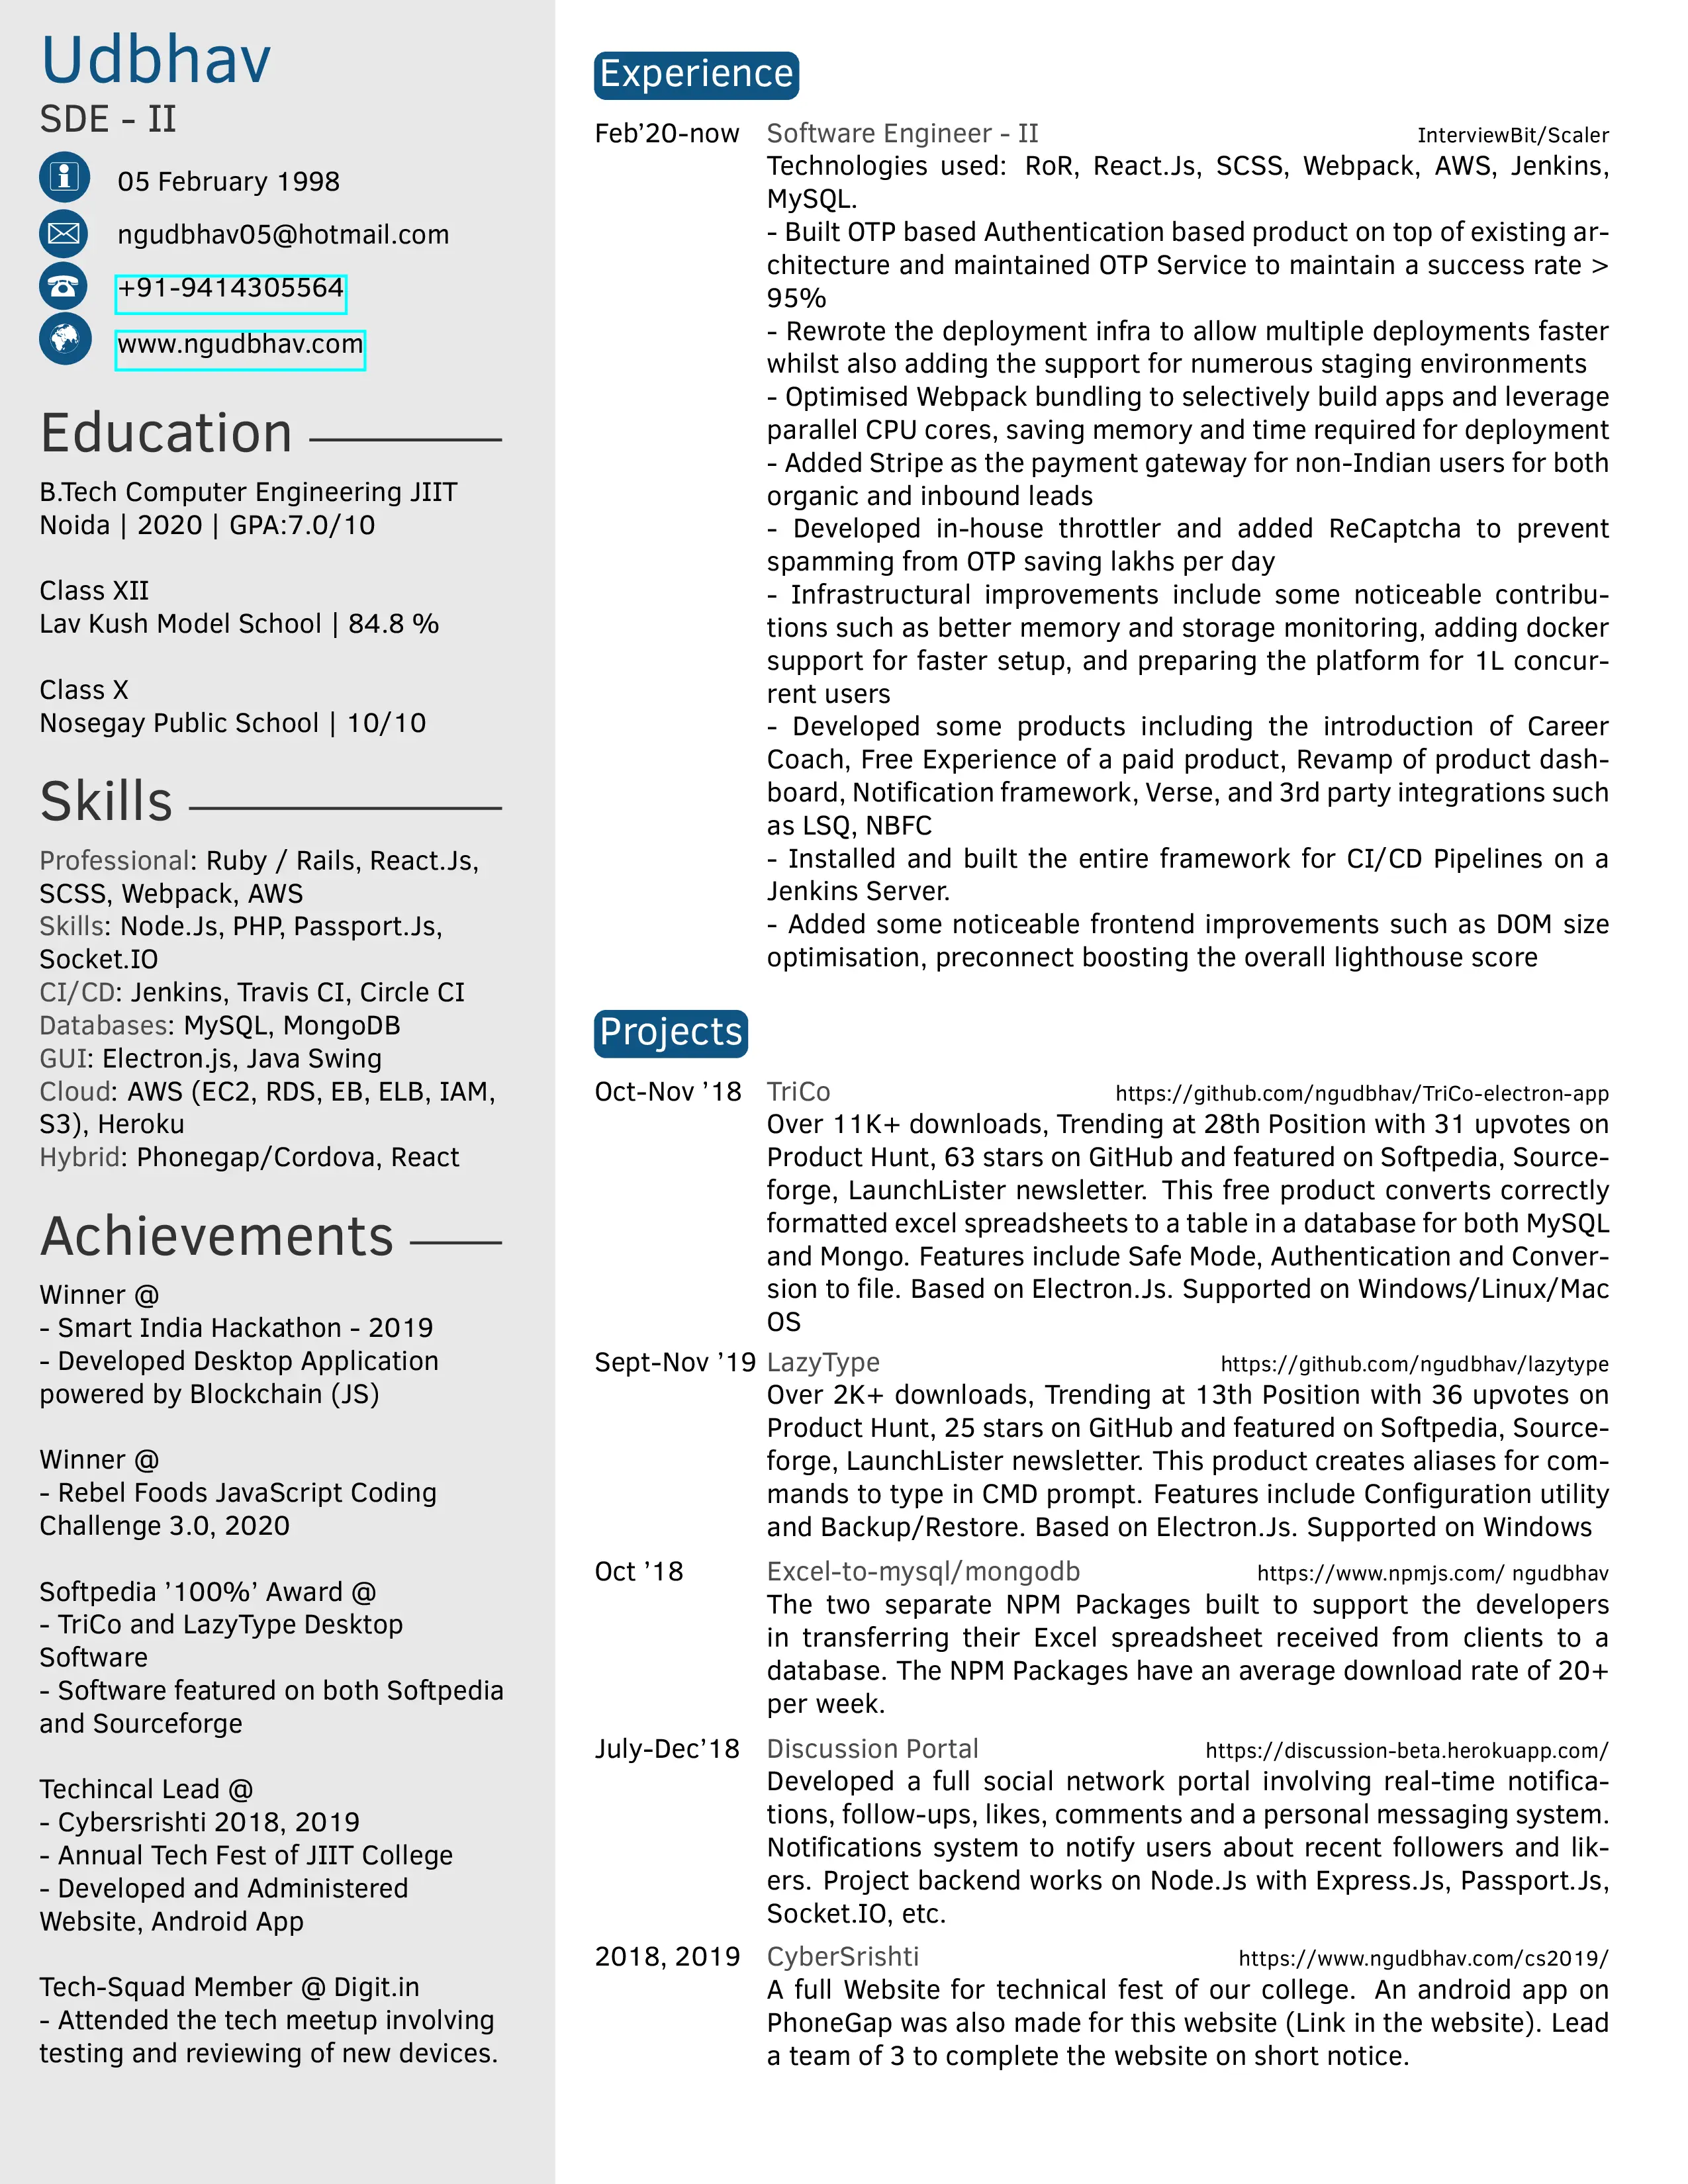 Udbhav
SDE - II
05 February 1998
ngudbhav05@hotmail.com
+91-9414305564
www.ngudbhav.com
Education
B.Tech Computer Engineering JIIT
Noida | 2020 | GPA:7.0/10
Class XII
Lav Kush Model School | 84.8 %
Class X
Nosegay Public School | 10/10
Skills
Professional: Ruby / Rails, React.Js,
SCSS, Webpack, AWS
Skills: Node.Js, PHP, Passport.Js,
Socket.IO
CI/CD: Jenkins, Travis CI, Circle CI
Databases: MySQL, MongoDB
GUI: Electron.js, Java Swing
Cloud: AWS (EC2, RDS, EB, ELB, IAM,
S3), Heroku
Hybrid: Phonegap/Cordova, React
Achievements
Winner @
- Smart India Hackathon - 2019
- Developed Desktop Application
powered by Blockchain (JS)
Winner @
- Rebel Foods JavaScript Coding
Challenge 3.0, 2020
Softpedia ’100%’ Award @
- TriCo and LazyType Desktop
Software
- Software featured on both Softpedia
and Sourceforge
Techincal Lead @
- Cybersrishti 2018, 2019
- Annual Tech Fest of JIIT College
- Developed and Administered
Website, Android App
Tech-Squad Member @ Digit.in
- Attended the tech meetup involving
testing and reviewing of new devices.
Experience
Feb’20-now Software Engineer - II InterviewBit/Scaler
Technologies used: RoR, React.Js, SCSS, Webpack, AWS, Jenkins,
MySQL.
- Built OTP based Authentication based product on top of existing ar-
chitecture and maintained OTP Service to maintain a success rate >
95%
- Rewrote the deployment infra to allow multiple deployments faster
whilst also adding the support for numerous staging environments
- Optimised Webpack bundling to selectively build apps and leverage
parallel CPU cores, saving memory and time required for deployment
- Added Stripe as the payment gateway for non-Indian users for both
organic and inbound leads
- Developed in-house throttler and added ReCaptcha to prevent
spamming from OTP saving lakhs per day
- Infrastructural improvements include some noticeable contribu-
tions such as better memory and storage monitoring, adding docker
support for faster setup, and preparing the platform for 1L concur-
rent users
- Developed some products including the introduction of Career
Coach, Free Experience of a paid product, Revamp of product dash-
board, Notification framework, Verse, and 3rd party integrations such
as LSQ, NBFC
- Installed and built the entire framework for CI/CD Pipelines on a
Jenkins Server.
- Added some noticeable frontend improvements such as DOM size
optimisation, preconnect boosting the overall lighthouse score
Projects
Oct-Nov ’18 TriCo https://github.com/ngudbhav/TriCo-electron-app
Over 11K+ downloads, Trending at 28th Position with 31 upvotes on
Product Hunt, 63 stars on GitHub and featured on Softpedia, Source-
forge, LaunchLister newsletter. This free product converts correctly
formatted excel spreadsheets to a table in a database for both MySQL
and Mongo. Features include Safe Mode, Authentication and Conver-
sion to file. Based on Electron.Js. Supported on Windows/Linux/Mac
OS
Sept-Nov ’19 LazyType https://github.com/ngudbhav/lazytype
Over 2K+ downloads, Trending at 13th Position with 36 upvotes on
Product Hunt, 25 stars on GitHub and featured on Softpedia, Source-
forge, LaunchLister newsletter. This product creates aliases for com-
mands to type in CMD prompt. Features include Configuration utility
and Backup/Restore. Based on Electron.Js. Supported on Windows
Oct ’18 Excel-to-mysql/mongodb https://www.npmjs.com/ ngudbhav
The two separate NPM Packages built to support the developers
in transferring their Excel spreadsheet received from clients to a
database. The NPM Packages have an average download rate of 20+
per week.
July-Dec’18 Discussion Portal https://discussion-beta.herokuapp.com/
Developed a full social network portal involving real-time notifica-
tions, follow-ups, likes, comments and a personal messaging system.
Notifications system to notify users about recent followers and lik-
ers. Project backend works on Node.Js with Express.Js, Passport.Js,
Socket.IO, etc.
2018, 2019 CyberSrishti https://www.ngudbhav.com/cs2019/
A full Website for technical fest of our college. An android app on
PhoneGap was also made for this website (Link in the website). Lead
a team of 3 to complete the website on short notice.